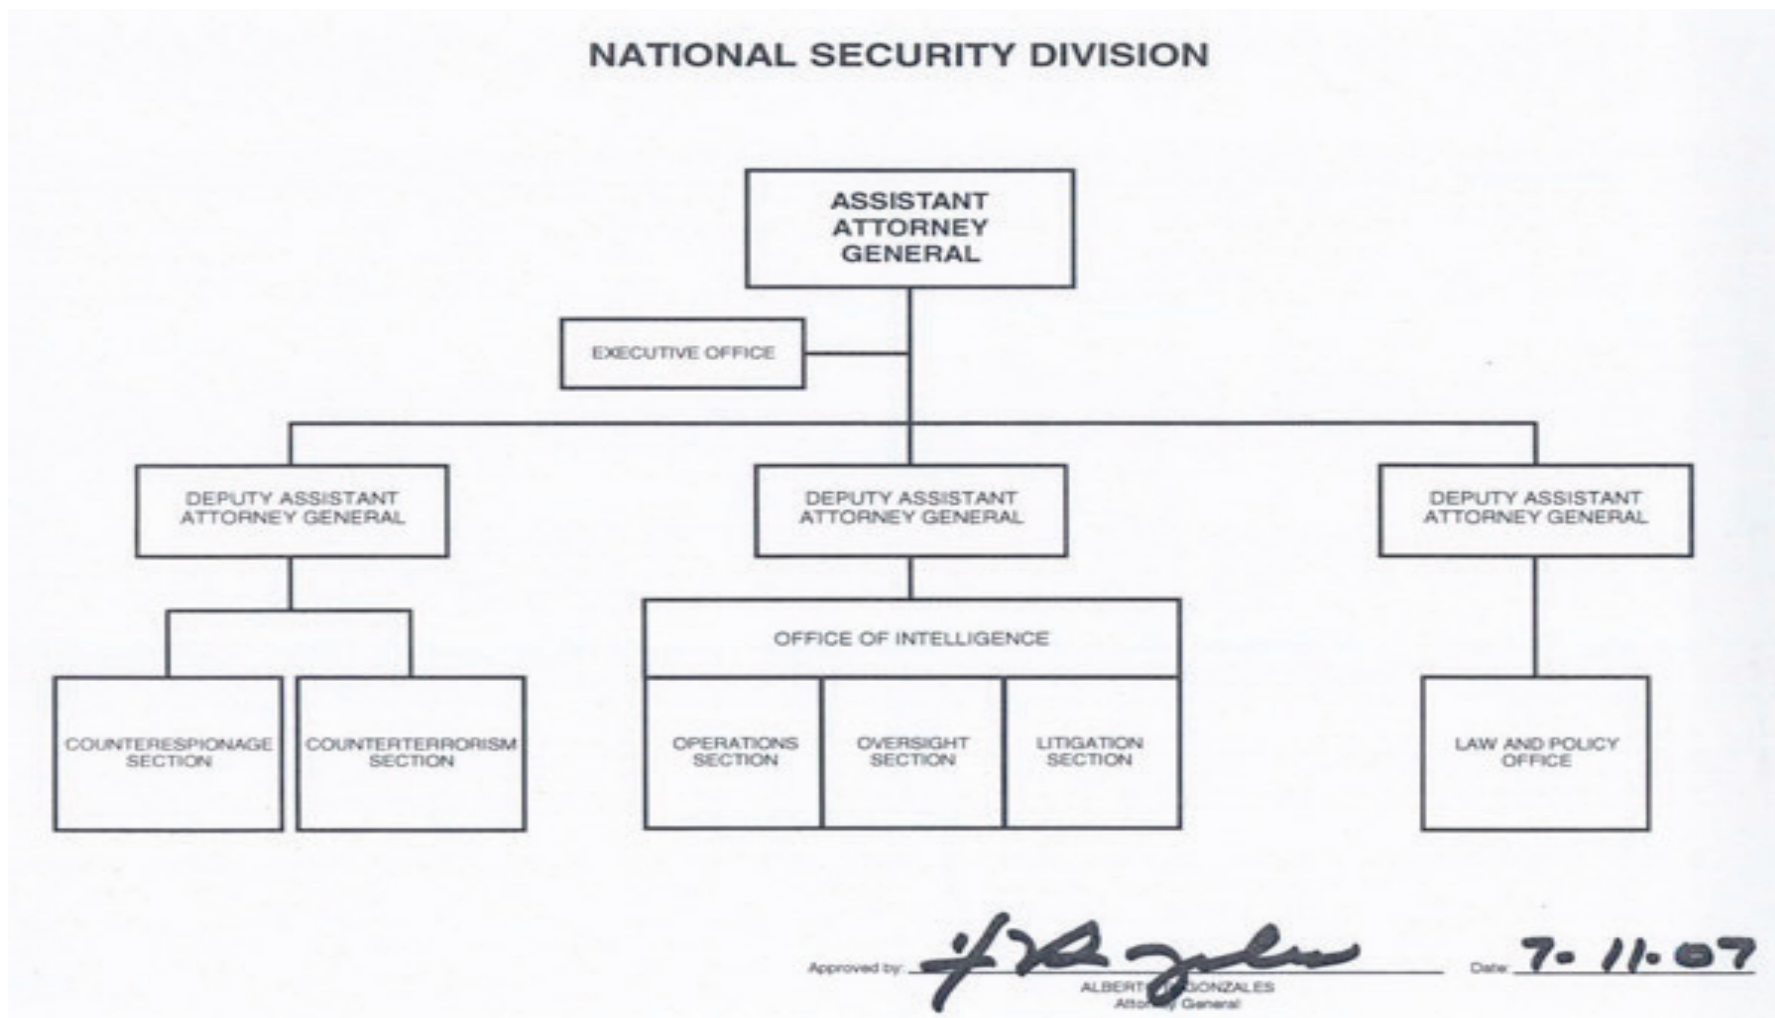 NATIONAL SECURITY DIVISION
ASSISTANT
ATTORNEY
GENERAL
EXECUTIVE OFFICE
DEPUTY ASSISTANT
ATTORNEY GENERAL
DEPUTY ASSISTANT
ATTORNEY GENERAL
DEPUTY ASSISTANT
ATTORNEY GENERAL
OFFICE OF INTELLIGENCE
COUNTERESPIONAGE
SECTION
COUNTERTERRORISM
SECTION
OPERATIONS
SECTION
OVERSIGHT
SECTION
LITIGATION
SECTION
LAW AND POLICY
OFFICE
Approved by:
ALBERTO GONZALES
Attorney General
Date: 7-11-07